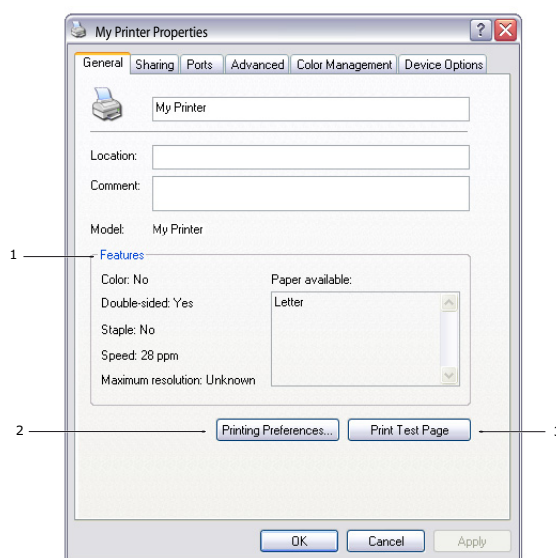 My Printer Properties
General Sharing Ports Advanced Color Management Device Options
My Printer
Location:
Comment:
Model: My Printer
1
Features
Color: No Paper available:
Double-sided: Yes Letter
Staple: No
Speed: 28 ppm
Maximum resolution: Unknown
2 Printing Preferences... Print Test Page
OK Cancel Apply